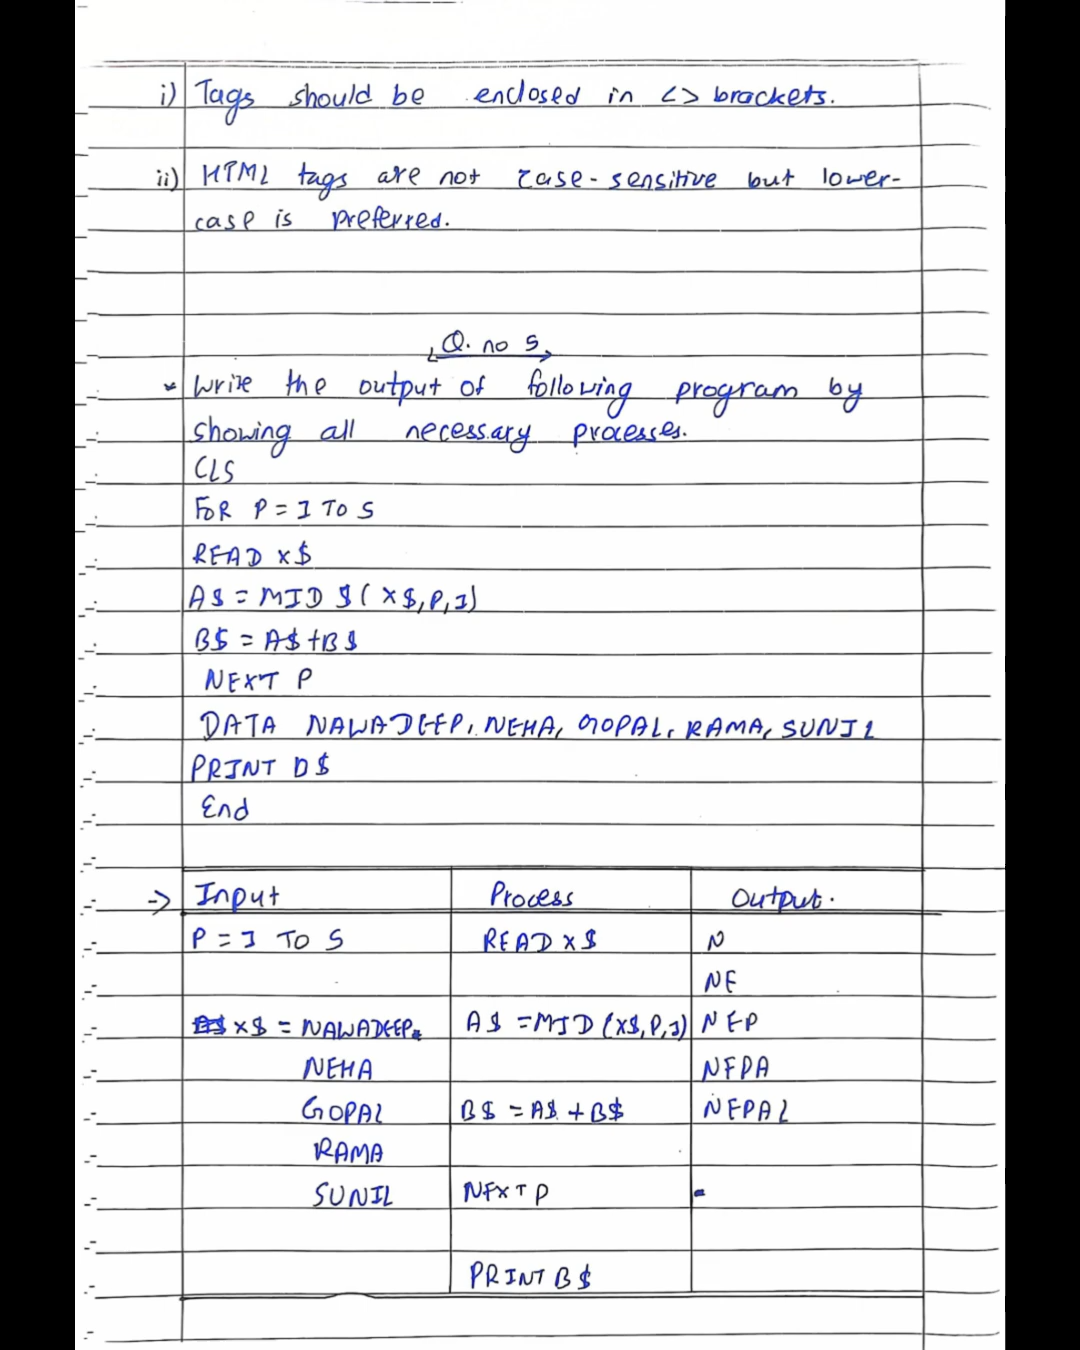 i) Tags should be enclosed in <> brackets.
ii) HTML tags are not case-sensitive but lower-
case is preferred.
Q. no 5
* Write the output of following program by
showing all necessary processes.
CLS
FOR P = 1 TO 5
READ X$
A$ = MID $(X$,P,1)
B$ = A$+B$
NEXT P
DATA NAWADEEP, NEHA, GOPAL, RAMA, SUNIL
PRINT B$
End
-> Input Process Output.
P = 1 TO 5 READ X$ N
NE
X$ = NAWADEEP A$ = MID (X$,P,1) NEP
NEHA NEPA
GOPAL B$ = A$ + B$ NEPAL
RAMA
SUNIL NEXT P
PRINT B$